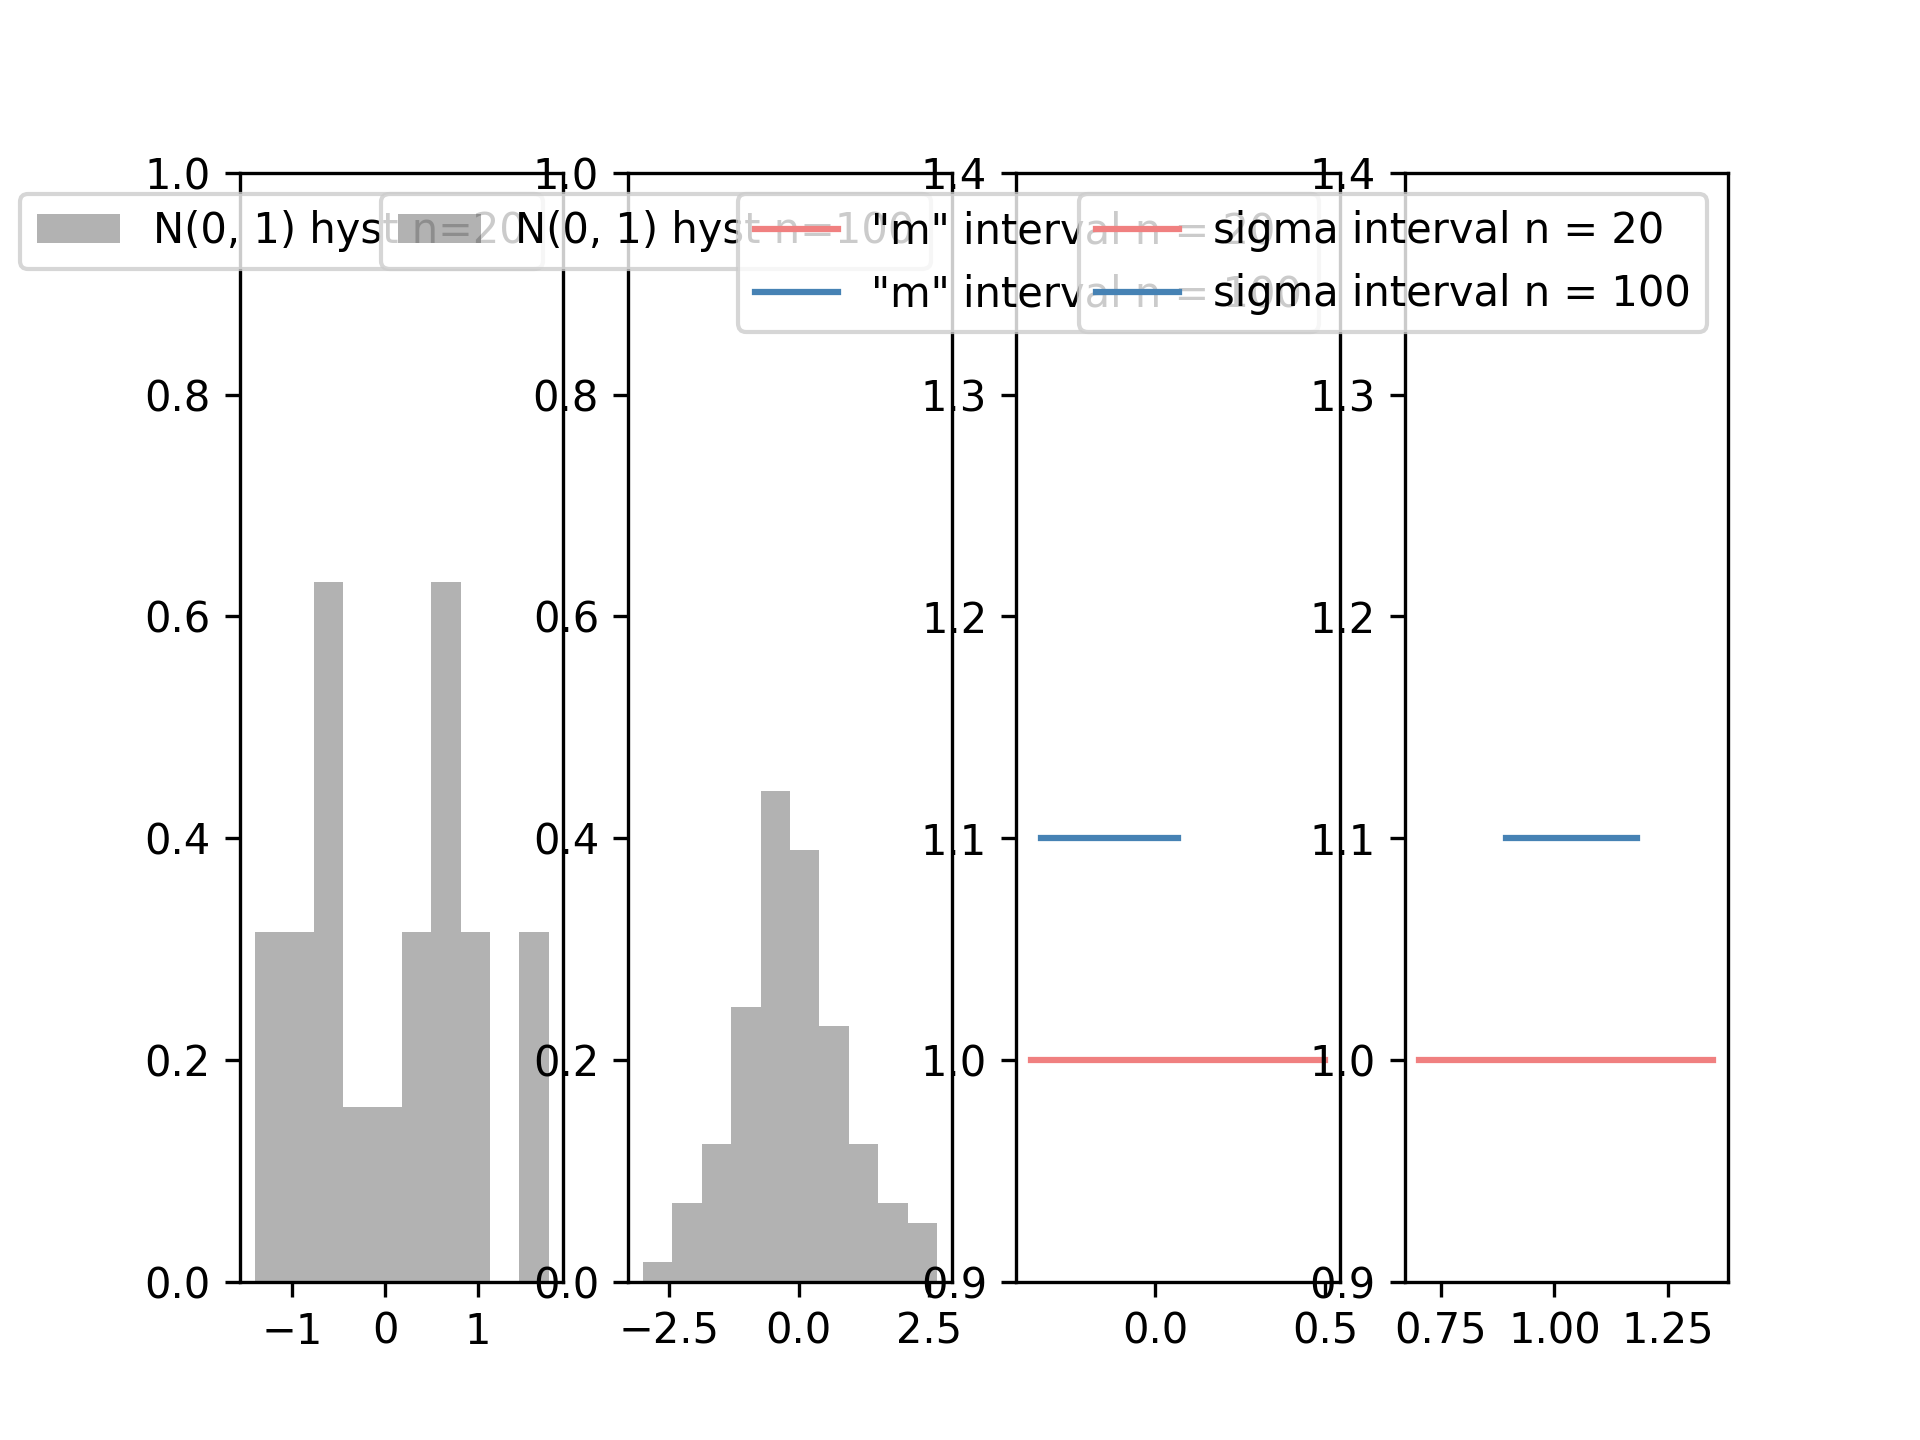 N(0, 1) hyst n=20
N(0, 1) hyst n=100
"m" interval n = 20
"m" interval n = 100
sigma interval n = 20
sigma interval n = 100
1.0
0.8
0.6
0.4
0.2
0.0
−1 0 1
1.0
0.8
0.6
0.4
0.2
0.0
−2.5 0.0 2.5
1.4
1.3
1.2
1.1
1.0
0.9
0.0 0.5
1.4
1.3
1.2
1.1
1.0
0.9
0.75 1.00 1.25